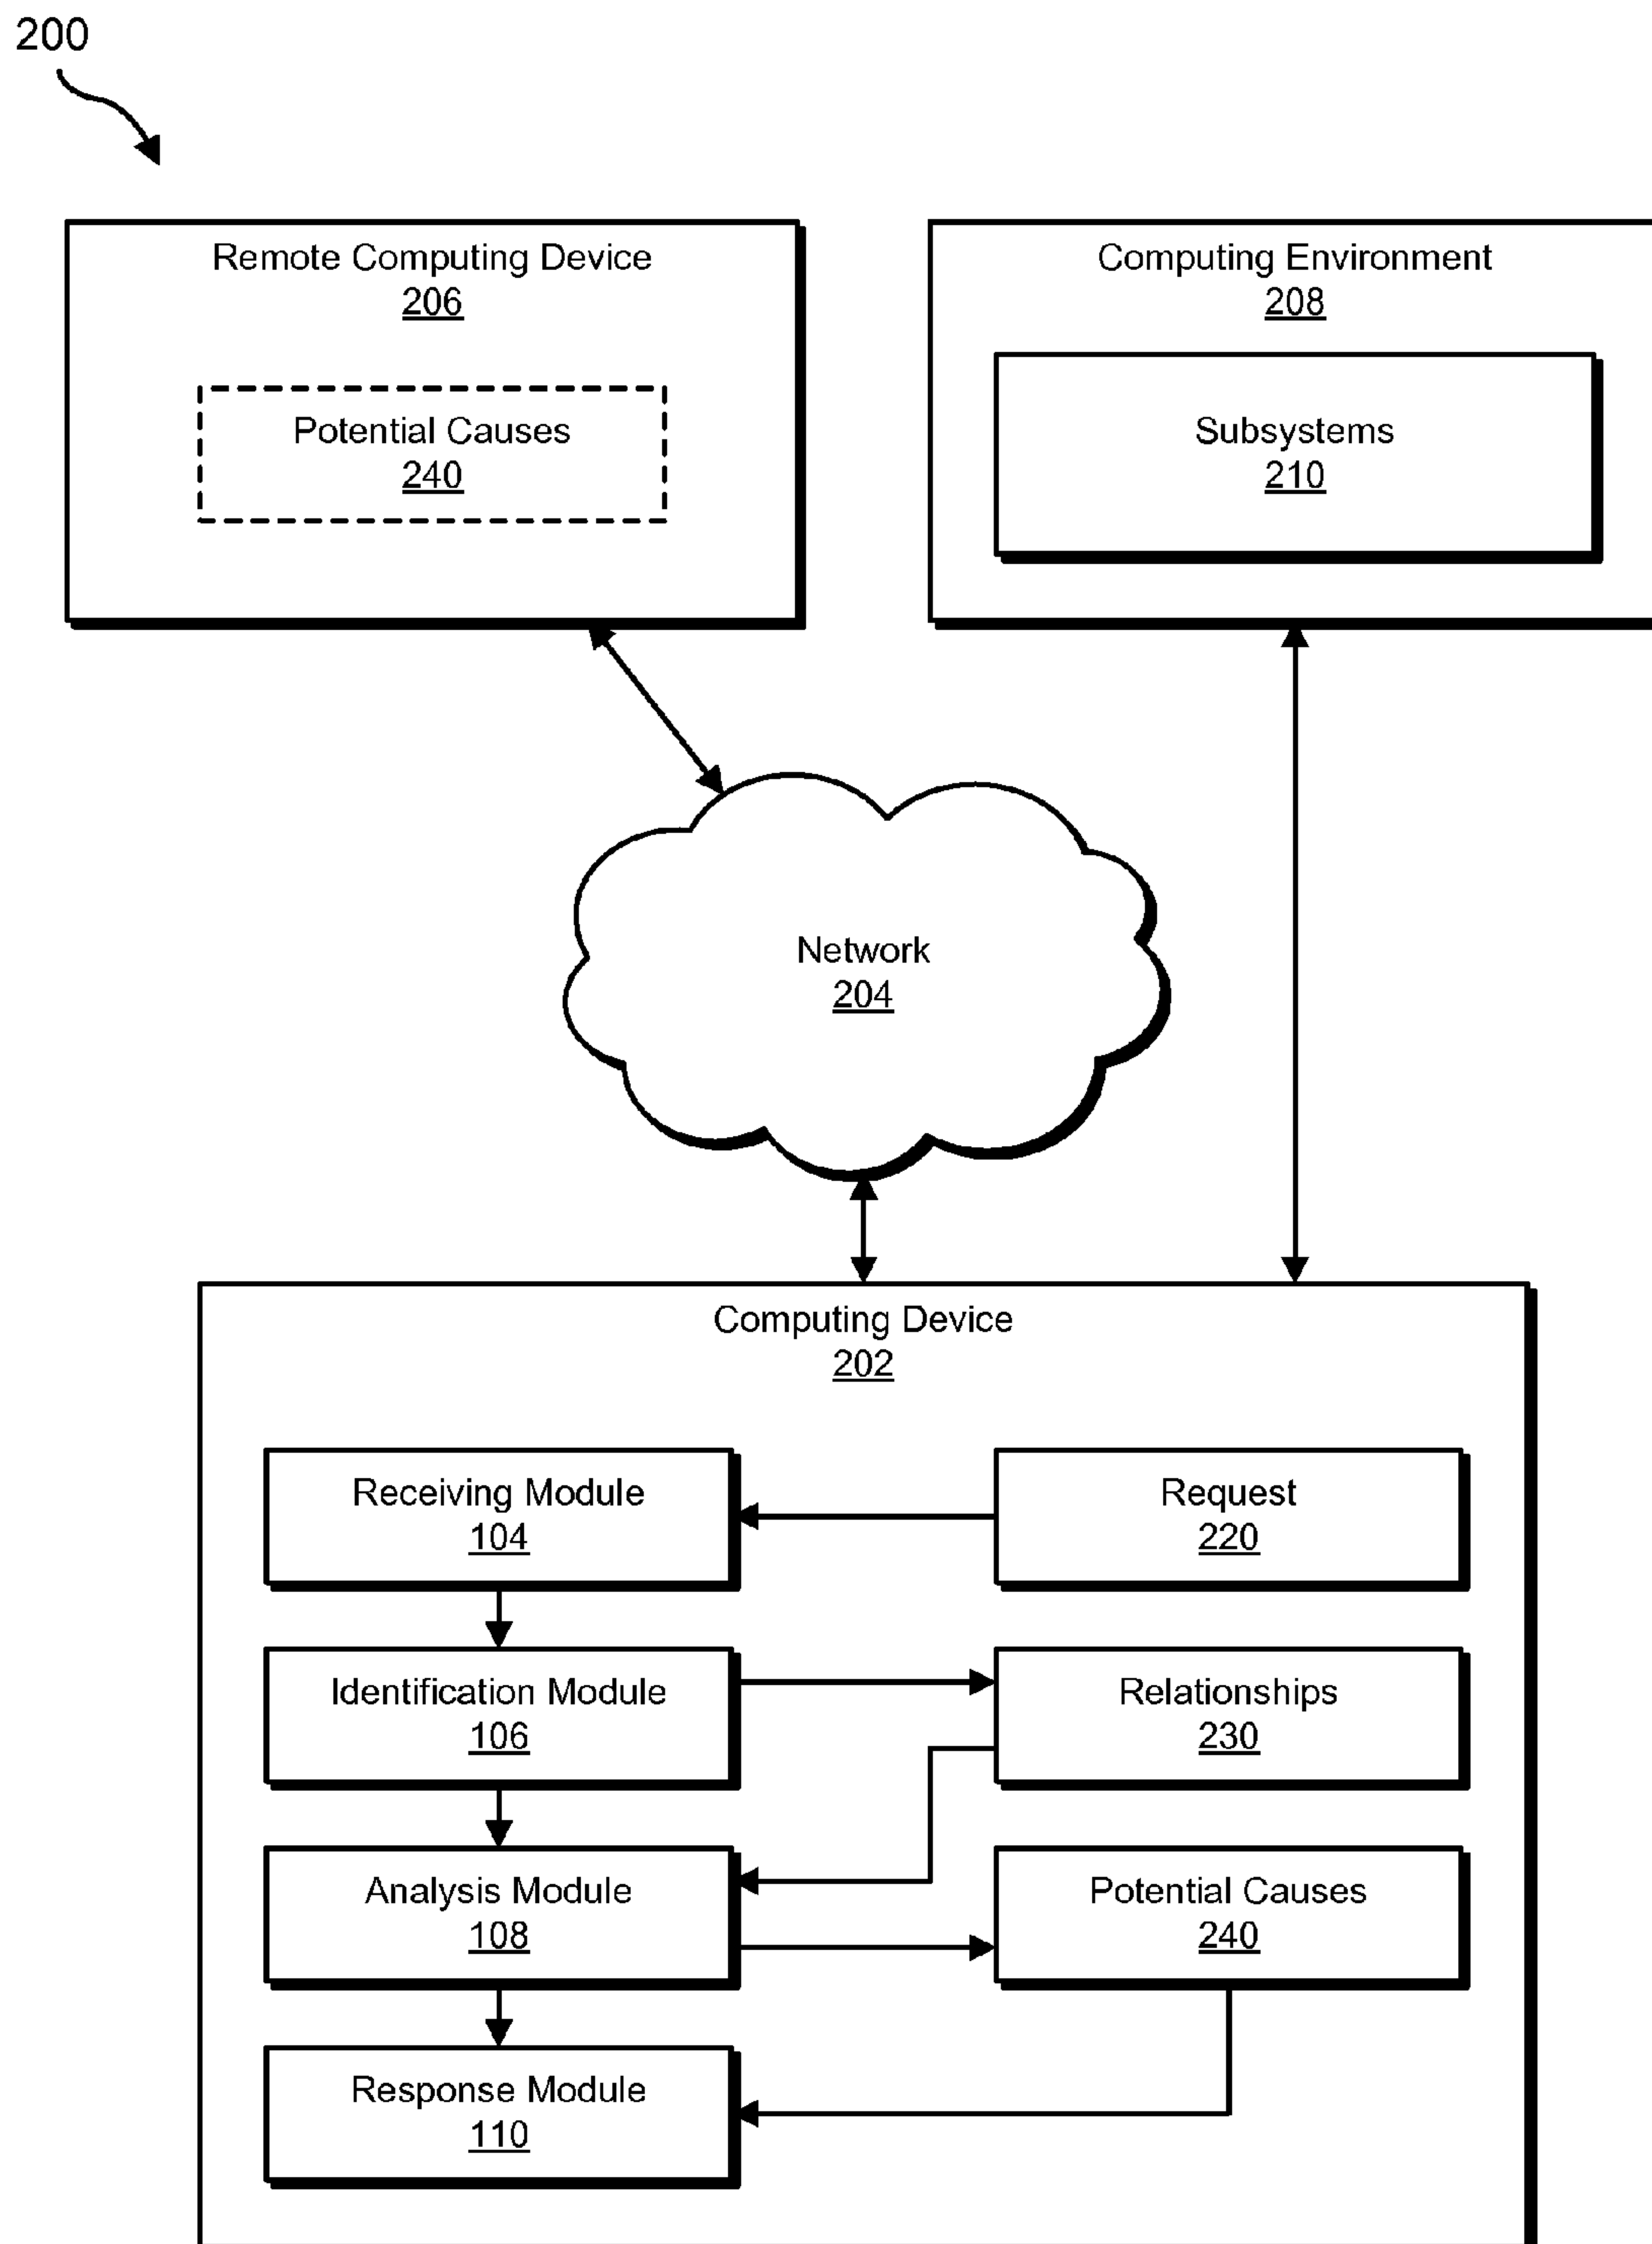 200
Remote Computing Device
206
Potential Causes
240
Computing Environment
208
Subsystems
210
Network
204
Computing Device
202
Receiving Module
104
Request
220
Identification Module
106
Relationships
230
Analysis Module
108
Potential Causes
240
Response Module
110